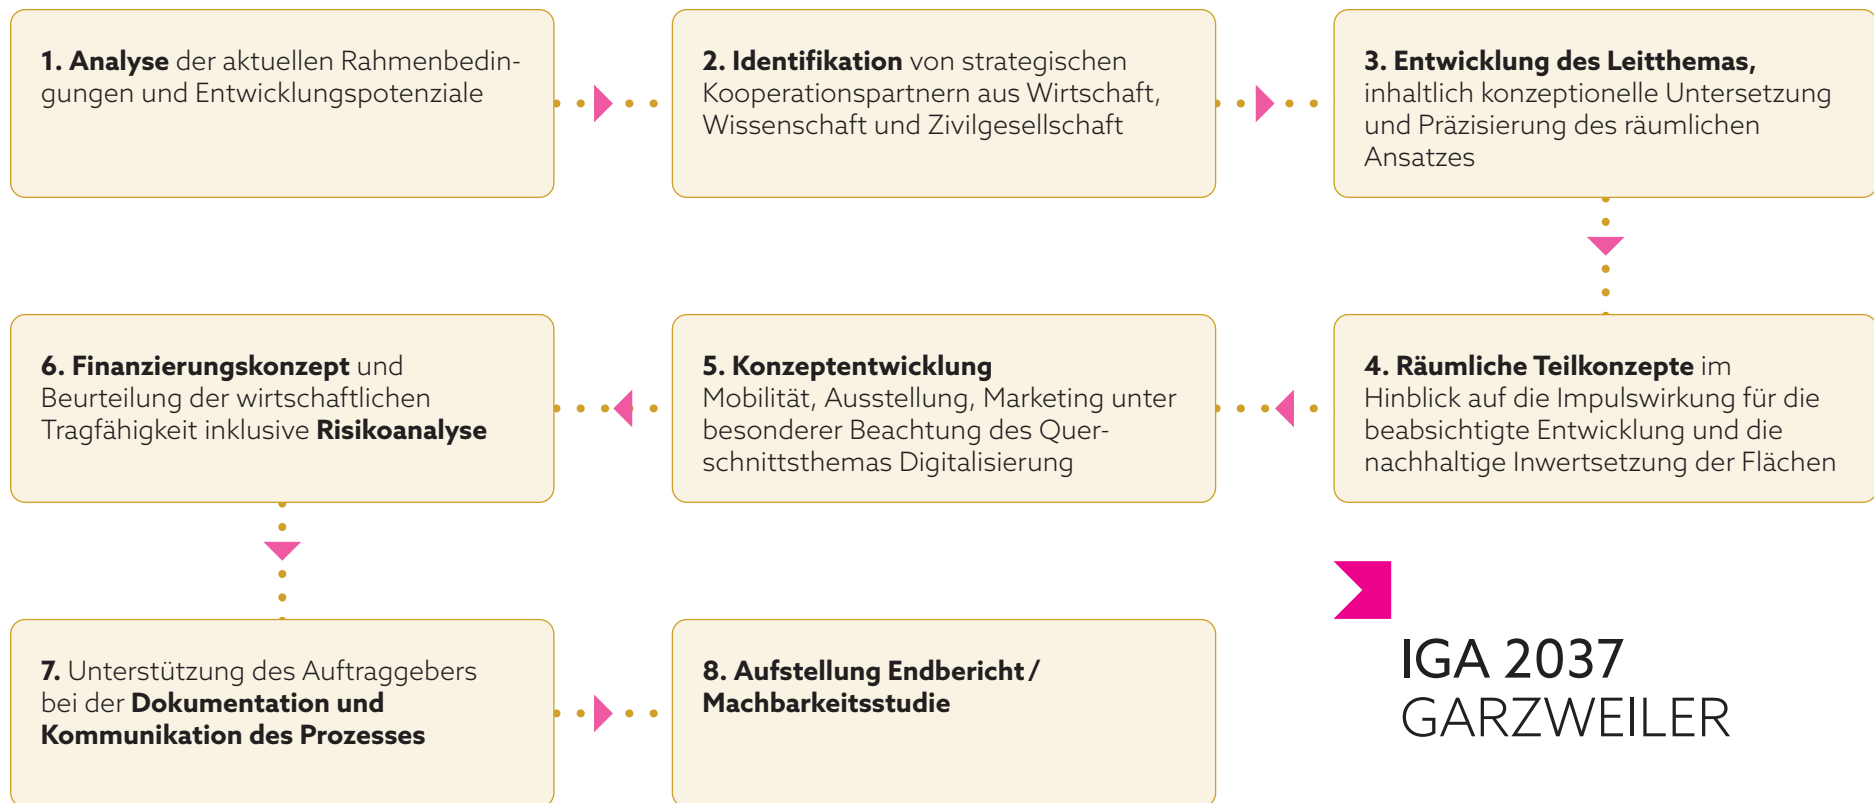 1. Analyse der aktuellen Rahmenbedin-
gungen und Entwicklungspotenziale
2. Identifikation von strategischen
Kooperationspartnern aus Wirtschaft,
Wissenschaft und Zivilgesellschaft
3. Entwicklung des Leitthemas,
inhaltlich konzeptionelle Untersetzung
und Präzisierung des räumlichen
Ansatzes
4. Räumliche Teilkonzepte im
Hinblick auf die Impulswirkung für die
beabsichtigte Entwicklung und die
nachhaltige Inwertsetzung der Flächen
5. Konzeptentwicklung
Mobilität, Ausstellung, Marketing unter
besonderer Beachtung des Quer-
schnittsthemas Digitalisierung
6. Finanzierungskonzept und
Beurteilung der wirtschaftlichen
Tragfähigkeit inklusive Risikoanalyse
7. Unterstützung des Auftraggebers
bei der Dokumentation und
Kommunikation des Prozesses
8. Aufstellung Endbericht /
Machbarkeitsstudie
IGA 2037
GARZWEILER